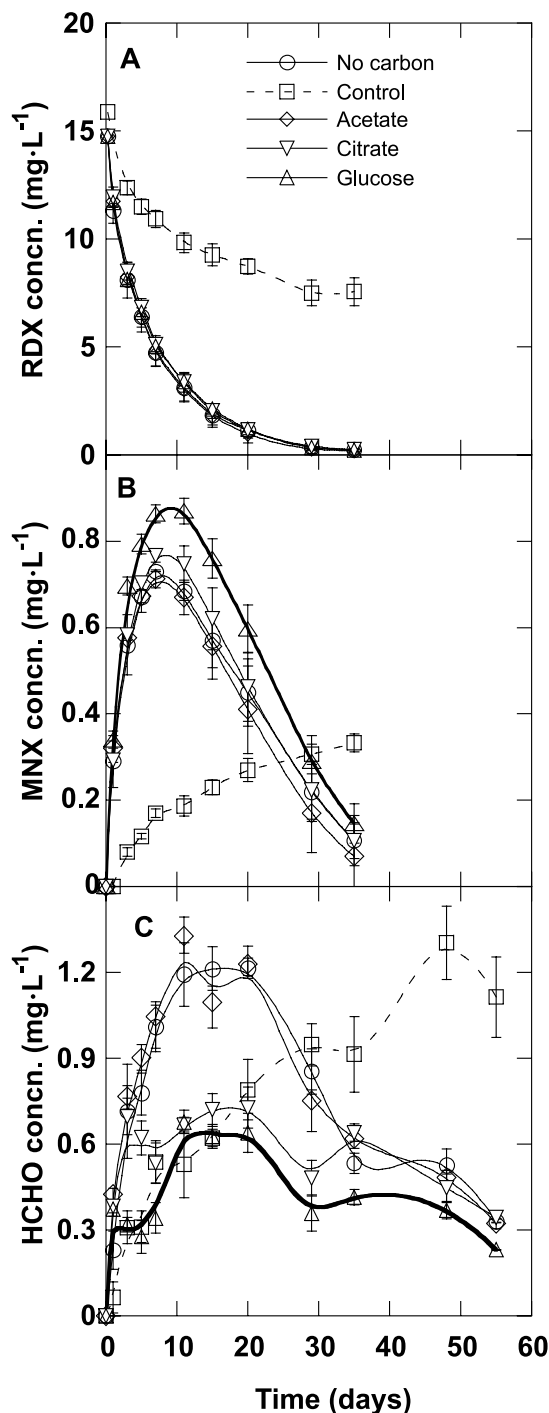 A
No carbon
Control
Acetate
Citrate
Glucose
20
15
10
5
0
RDX concn. (mg·L⁻¹)
B
0.8
0.6
0.4
0.2
0
MNX concn. (mg·L⁻¹)
C
1.2
0.9
0.6
0.3
0
HCHO concn. (mg·L⁻¹)
0 10 20 30 40 50 60
Time (days)